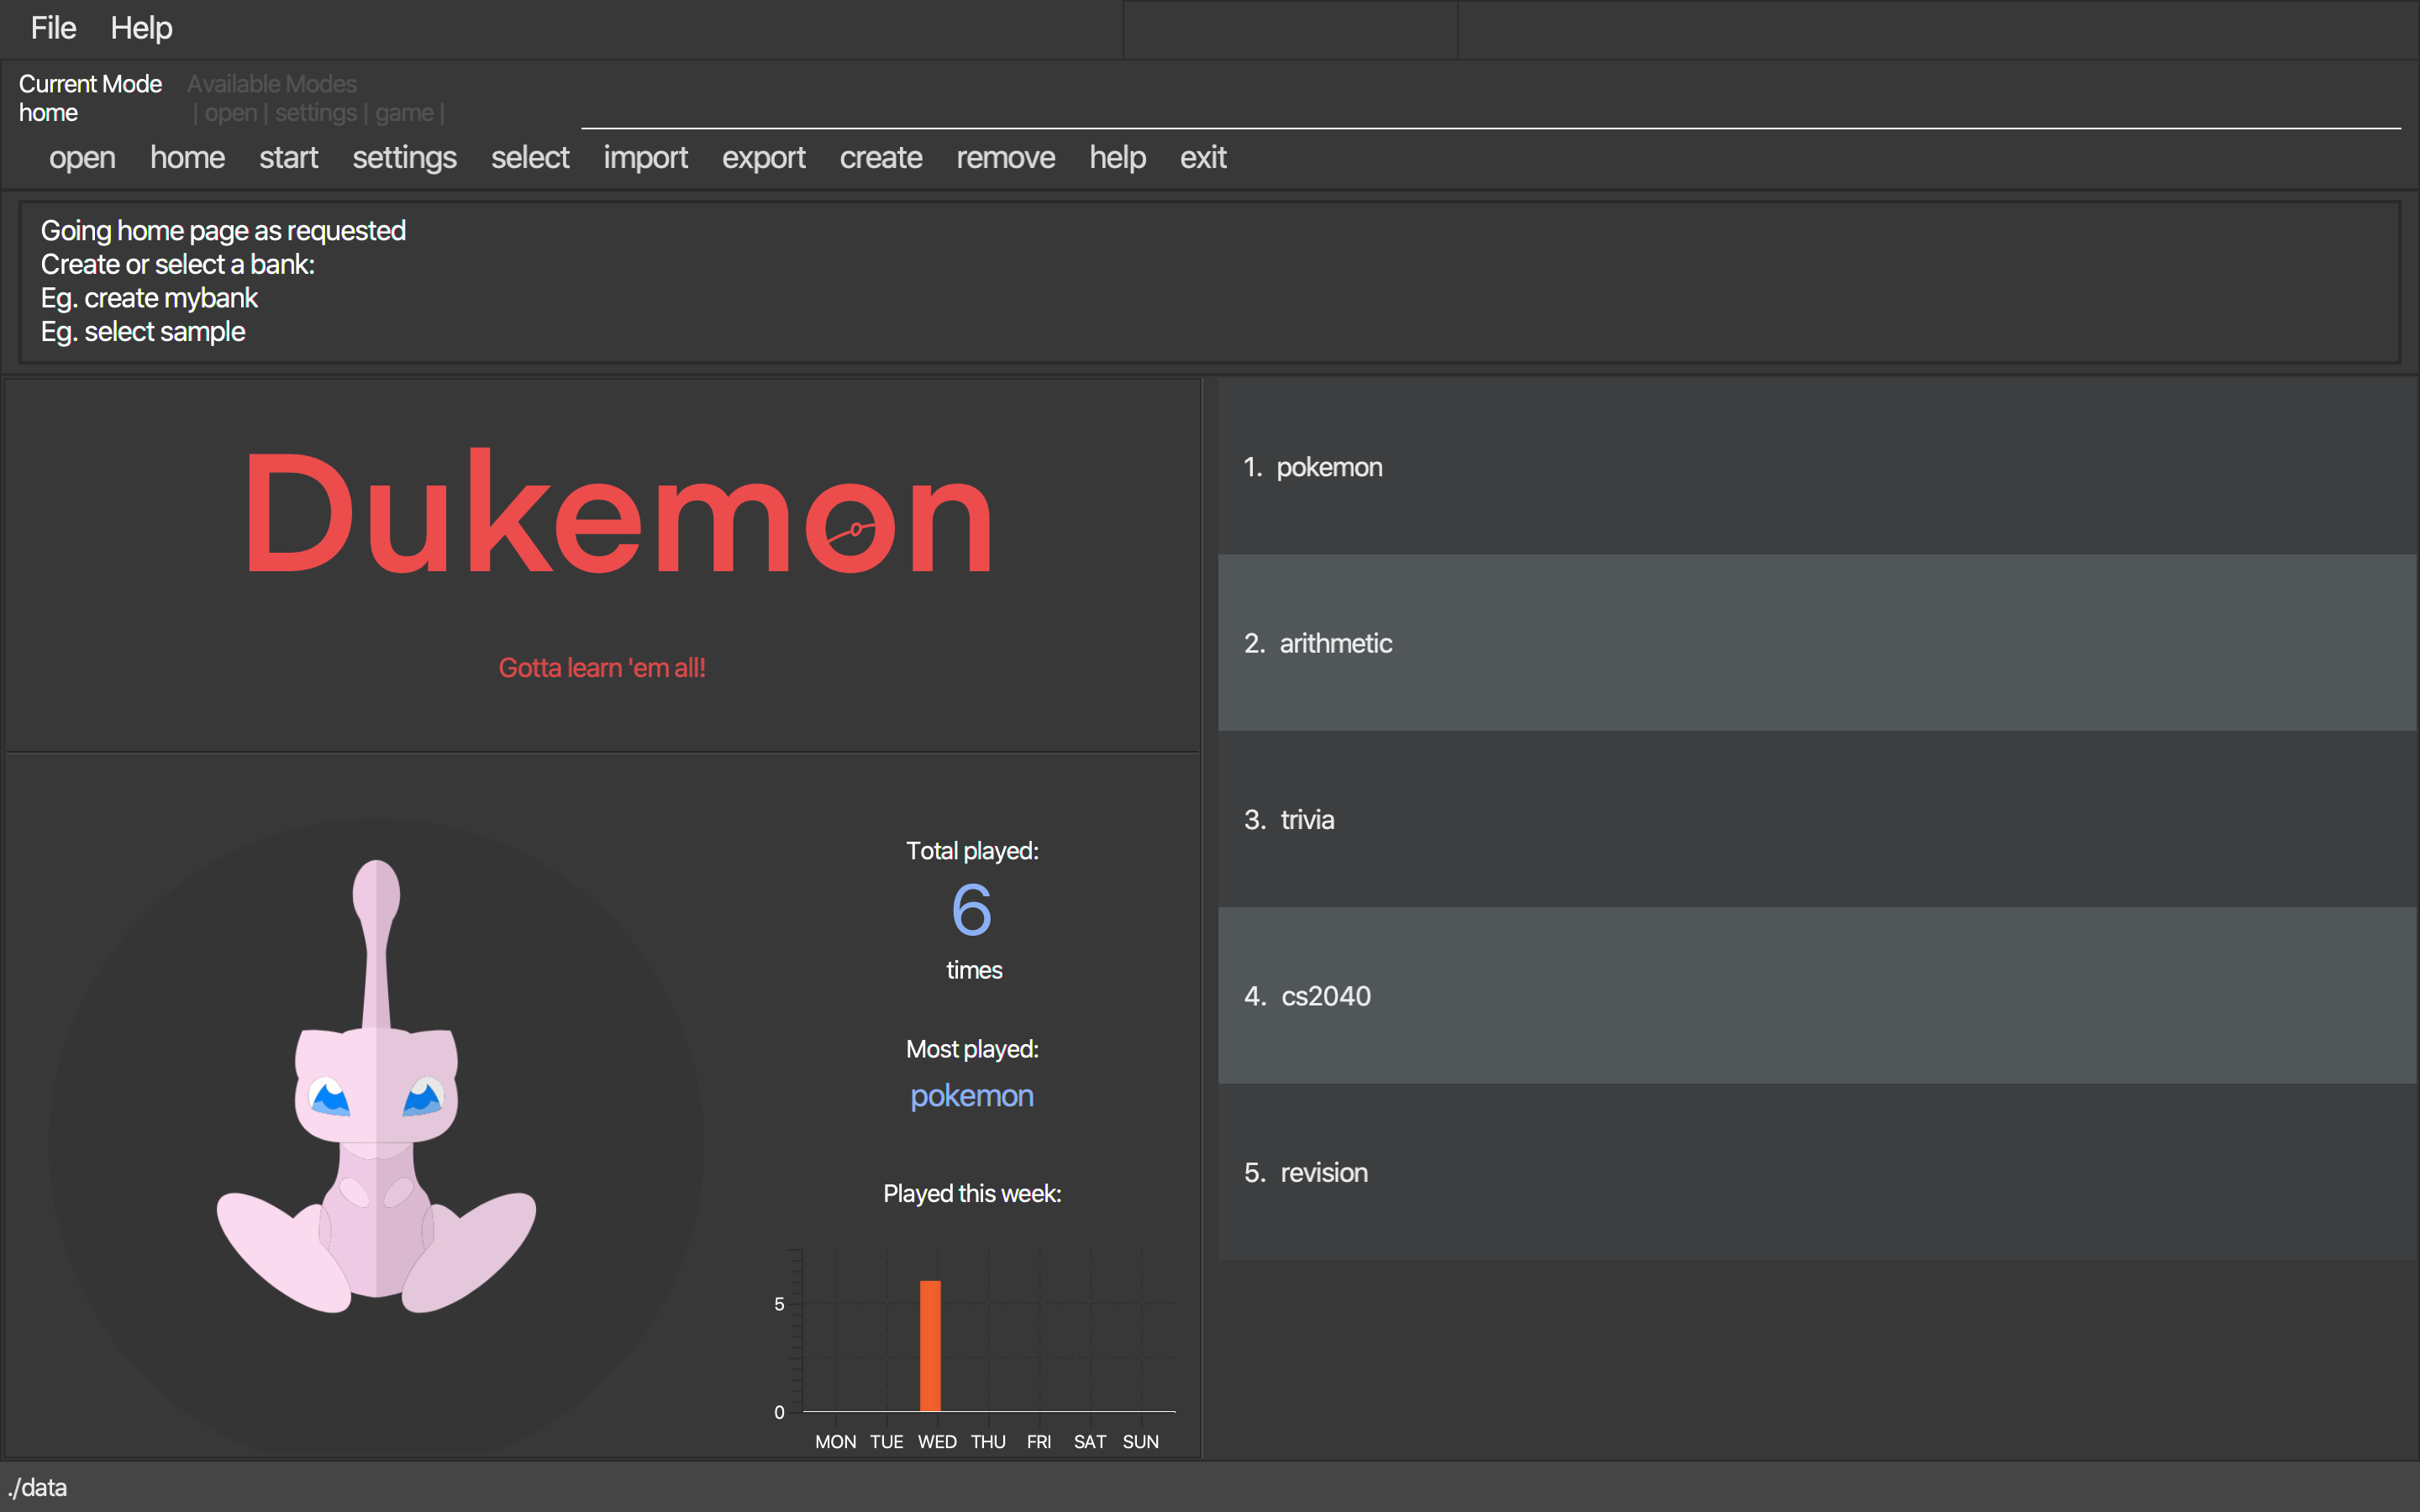 File Help
Current Mode Available Modes
home | open | settings | game |
open home start settings select import export create remove help exit
Going home page as requested
Create or select a bank:
Eg. create mybank
Eg. select sample
Dukemon
Gotta learn 'em all!
Total played:
6
times
Most played:
pokemon
Played this week:
5
0
MON TUE WED THU FRI SAT SUN
1. pokemon
2. arithmetic
3. trivia
4. cs2040
5. revision
./data